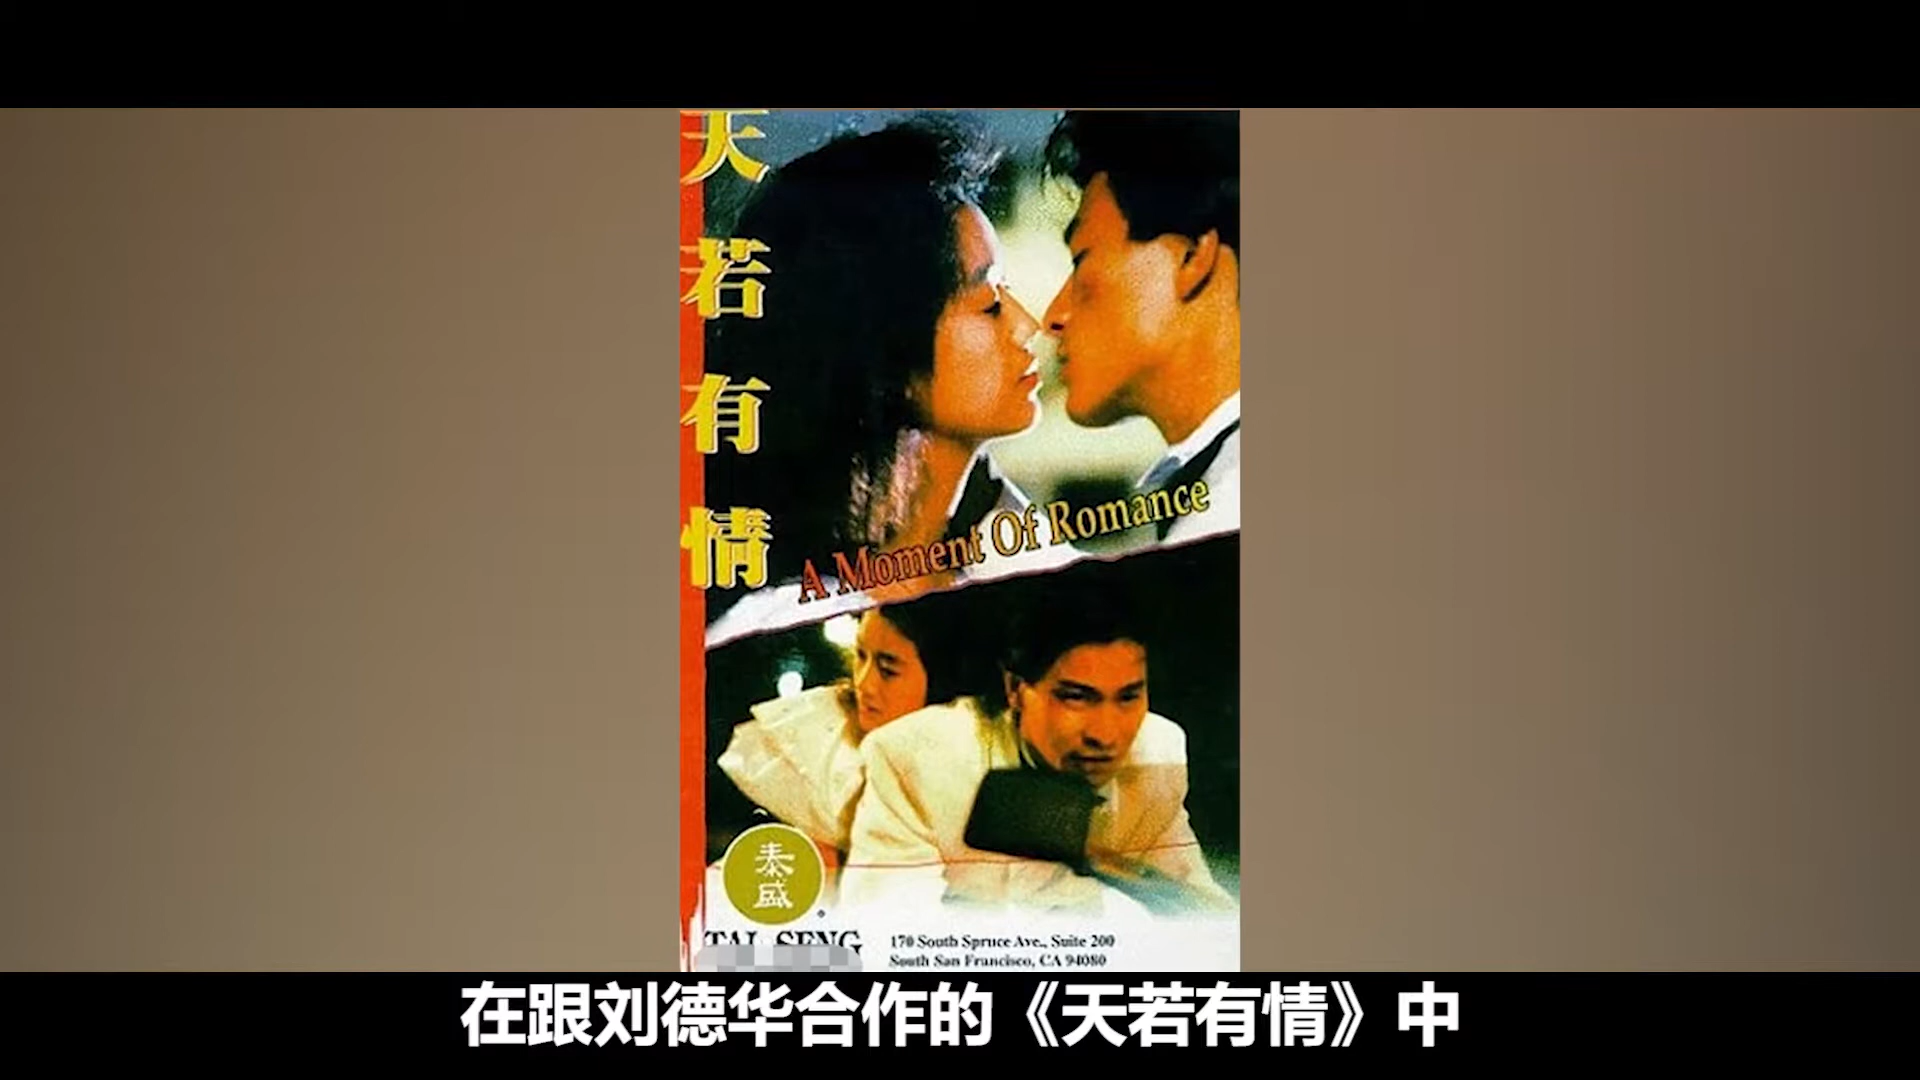 天若有情
A Moment Of Romance
泰盛
TAI SENG
170 South Spruce Ave., Suite 200
South San Francisco, CA 94080
在跟刘德华合作的《天若有情》中